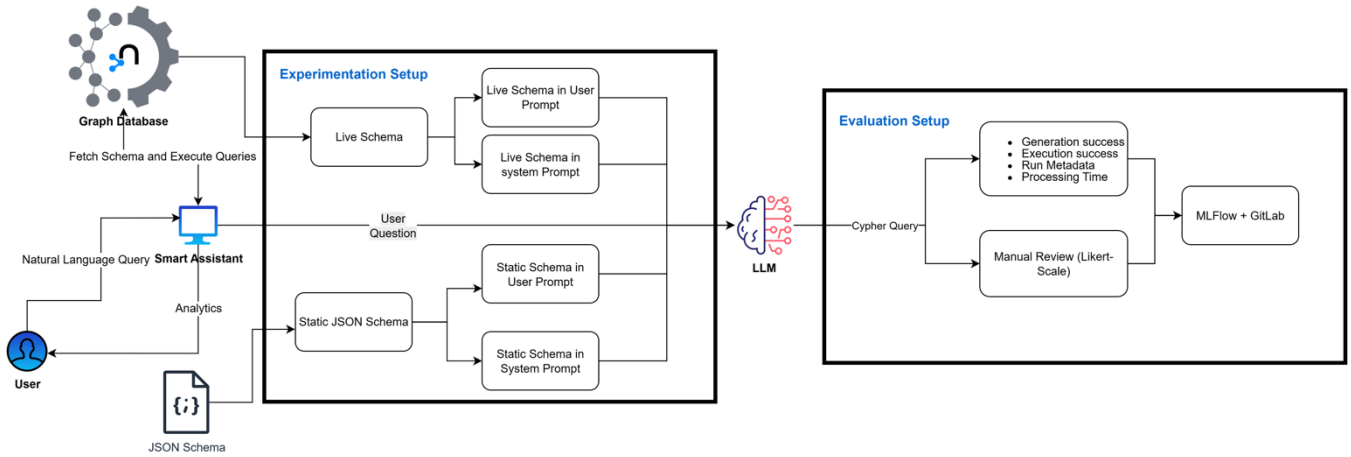 Graph Database
Fetch Schema and Execute Queries
Natural Language Query
Smart Assistant
Analytics
User
{;}
JSON Schema
Experimentation Setup
Live Schema
Live Schema in User
Prompt
Live Schema in
system Prompt
User
Question
Static JSON Schema
Static Schema in
User Prompt
Static Schema in
System Prompt
LLM
Cypher Query
Evaluation Setup
• Generation success
• Execution success
• Run Metadata
• Processing Time
Manual Review (Likert-
Scale)
MLFlow + GitLab